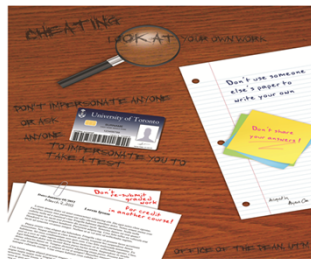 CHEATING
LOOK AT YOUR OWN WORK
Don't use someone
else's paper to
write your own
DON'T IMPERSONATE ANYONE
OR ASK
ANYONE
TO IMPERSONATE YOU TO
TAKE A TEST
University of Toronto
Don't share
your answers!
Don't re-submit
graded
work
for credit
in another course!
OFFICE OF THE DEAN, UTM